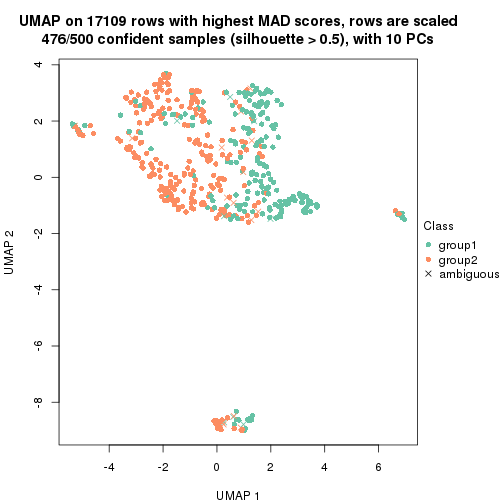 UMAP on 17109 rows with highest MAD scores, rows are scaled
476/500 confident samples (silhouette > 0.5), with 10 PCs
4
2
0
-2
-4
-6
-8
UMAP 2
-4
-2
0
2
4
6
UMAP 1
Class
group1
group2
ambiguous